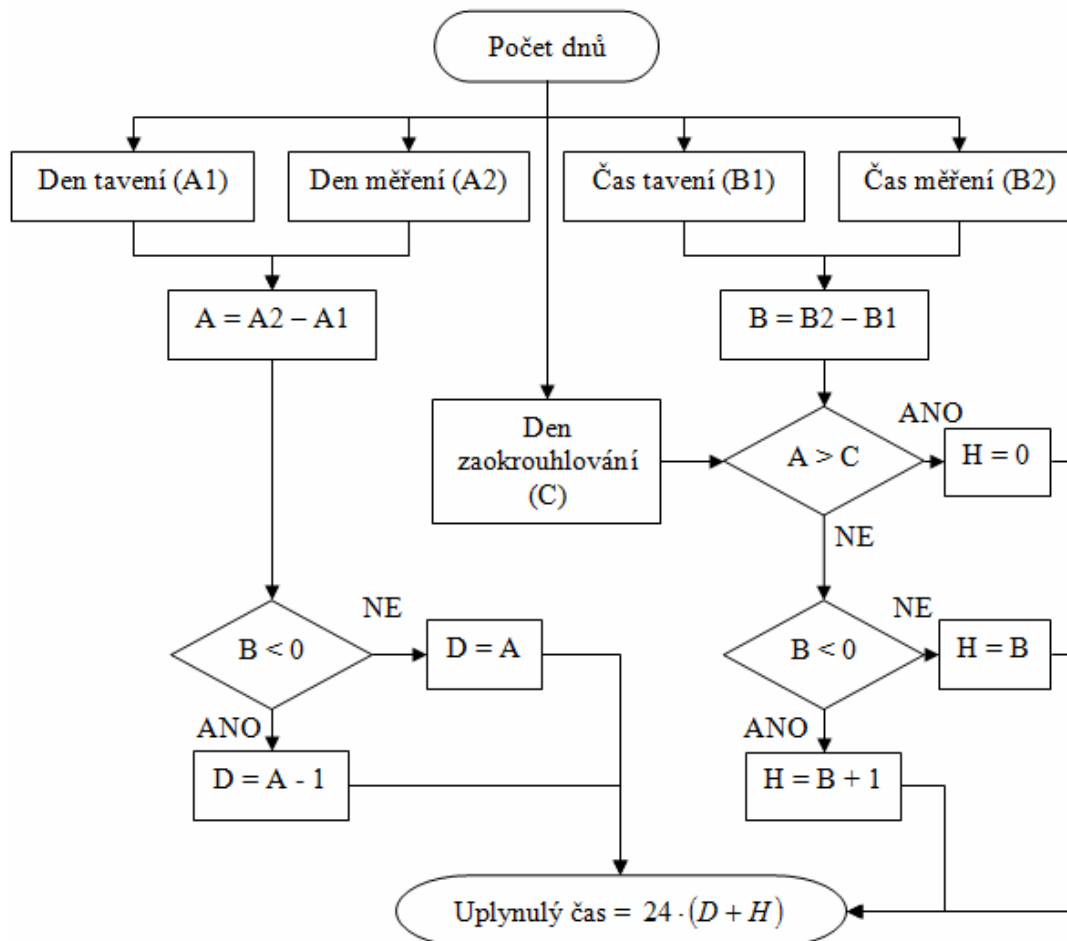 Počet dnů
Den tavení (A1)
Den měření (A2)
Čas tavení (B1)
Čas měření (B2)
A = A2 – A1
B = B2 – B1
Den
zaokrouhlování
(C)
A > C
ANO
H = 0
NE
B < 0
NE
D = A
B < 0
NE
H = B
ANO
D = A - 1
ANO
H = B + 1
Uplynulý čas = 24 · (D + H)